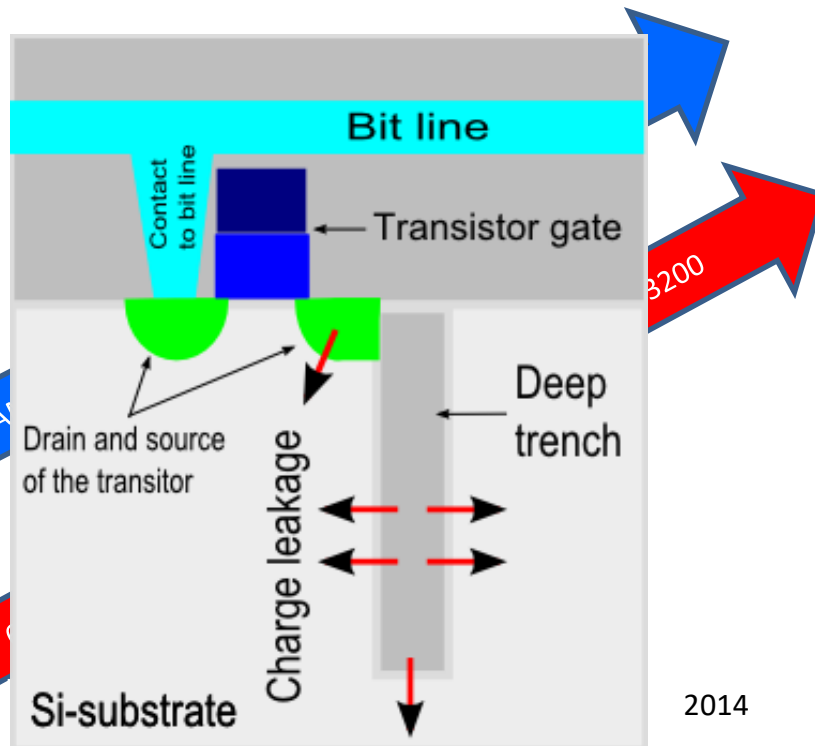 Bit line
Contact
to bit line
Transistor gate
3200
Deep
trench
Drain and source
of the transitor
Charge leakage
Si-substrate
2014